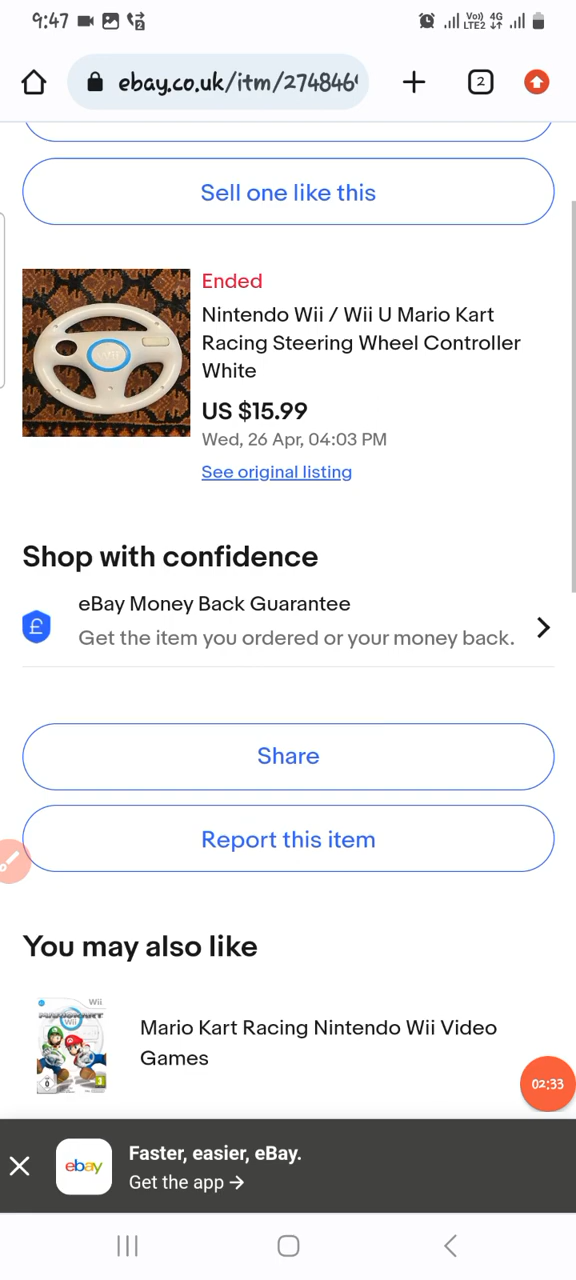 9:47
Vo)) 4G
LTE2
ebay.co.uk/itm/274846
2
Sell one like this
Ended
Nintendo Wii / Wii U Mario Kart
Racing Steering Wheel Controller
White
US $15.99
Wed, 26 Apr, 04:03 PM
See original listing
Shop with confidence
eBay Money Back Guarantee
£
Get the item you ordered or your money back.
Share
Report this item
You may also like
Wii
MARIOKART
Wii
Mario Kart Racing Nintendo Wii Video
Games
02:33
ebay
Faster, easier, eBay.
Get the app →